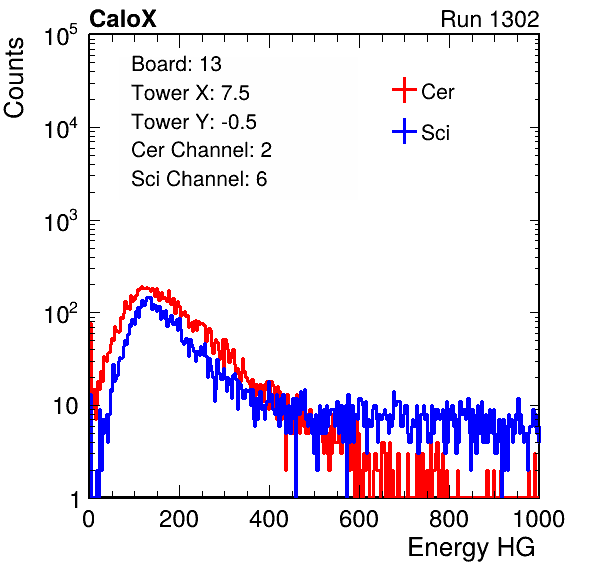 CaloX
Run 1302
Counts
10^5
10^4
10^3
10^2
10
1
Board: 13
Tower X: 7.5
Tower Y: -0.5
Cer Channel: 2
Sci Channel: 6
Cer
Sci
0 200 400 600 800 1000
Energy HG